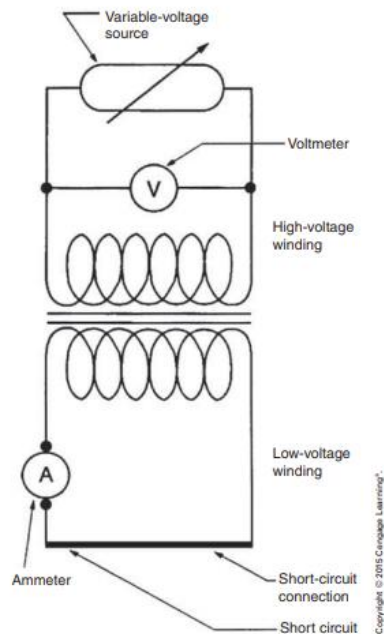 Variable-voltage
source
Voltmeter
V
High-voltage
winding
Low-voltage
winding
A
Ammeter
Short-circuit
connection
Short circuit
Copyright © 2015 Cengage Learning®.